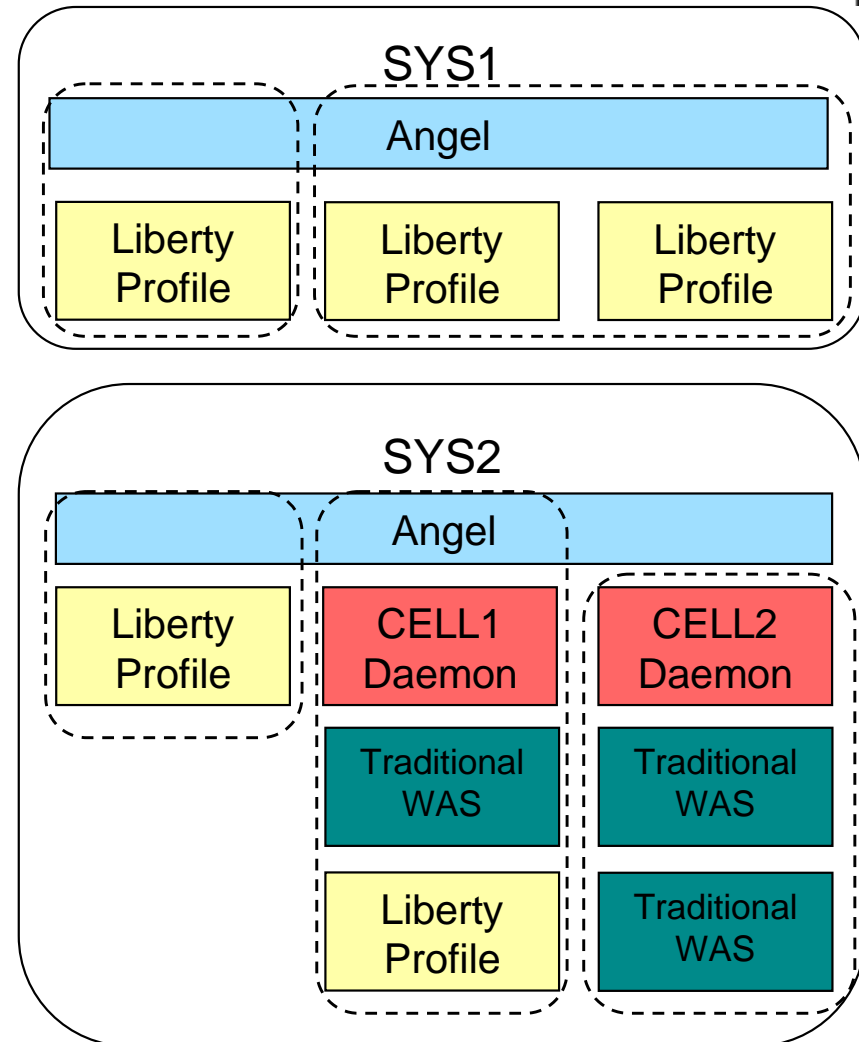 SYS1
Angel
Liberty
Profile
Liberty
Profile
Liberty
Profile
SYS2
Angel
Liberty
Profile
CELL1
Daemon
CELL2
Daemon
Traditional
WAS
Traditional
WAS
Liberty
Profile
Traditional
WAS